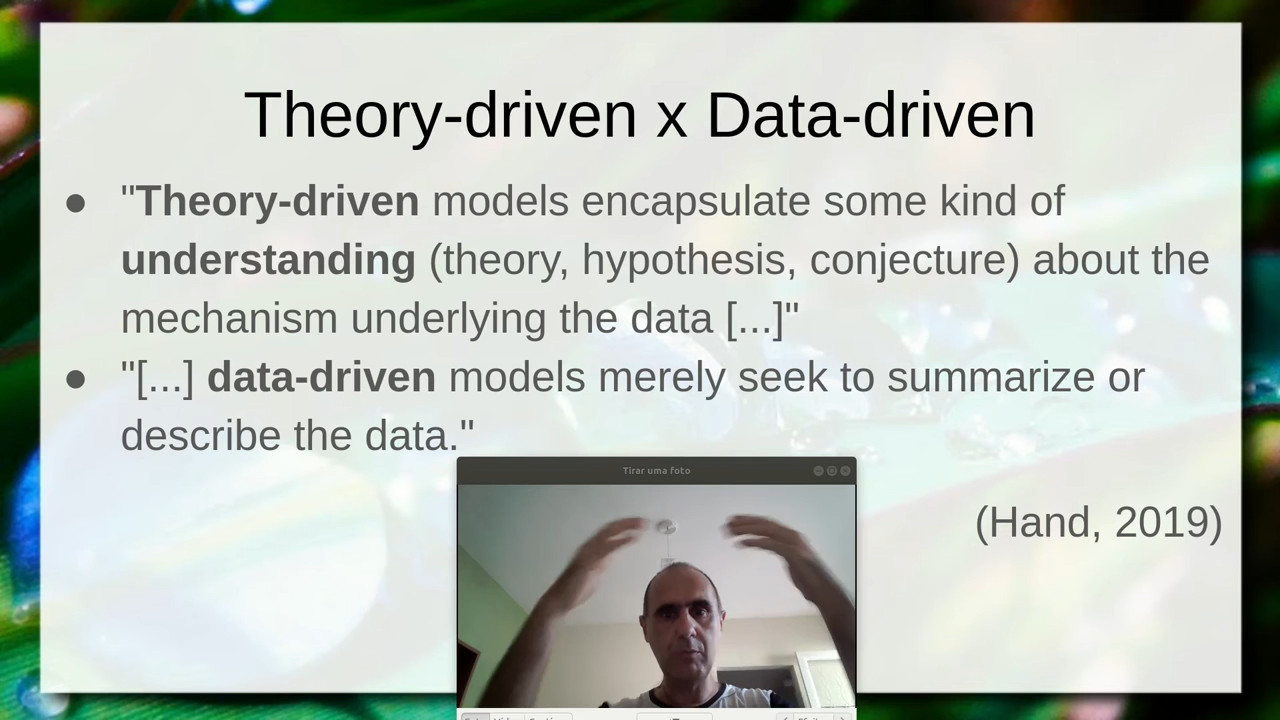 Theory-driven x Data-driven
● "Theory-driven models encapsulate some kind of
understanding (theory, hypothesis, conjecture) about the
mechanism underlying the data [...]"
● "[...] data-driven models merely seek to summarize or
describe the data."
Tirar uma foto
(Hand, 2019)